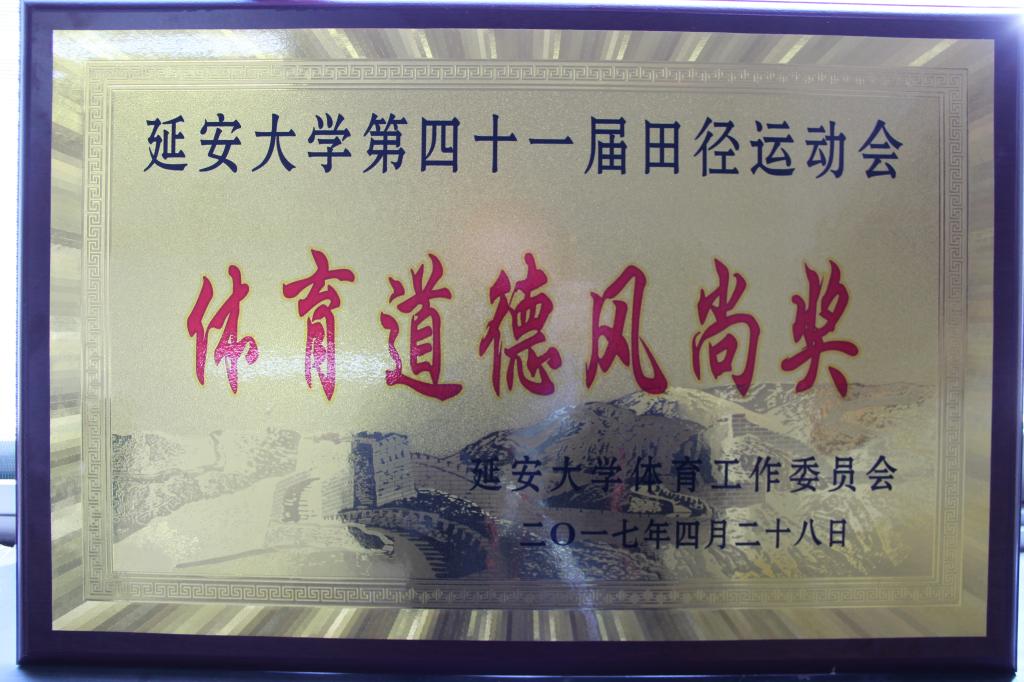 延安大学第四十一届田径运动会
体育道德风尚奖
延安大学体育工作委员会
二〇一七年四月二十八日